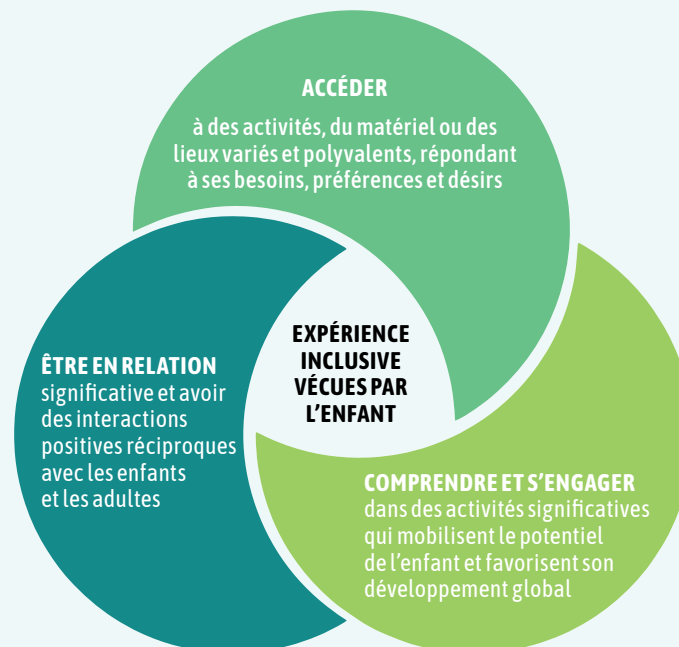 ACCÉDER
à des activités, du matériel ou des
lieux variés et polyvalents, répondant
à ses besoins, préférences et désirs
EXPÉRIENCE
INCLUSIVE
VÉCUES PAR
L’ENFANT
ÊTRE EN RELATION
significative et avoir
des interactions
positives réciproques
avec les enfants
et les adultes
COMPRENDRE ET S’ENGAGER
dans des activités significatives
qui mobilisent le potentiel
de l’enfant et favorisent son
développement global